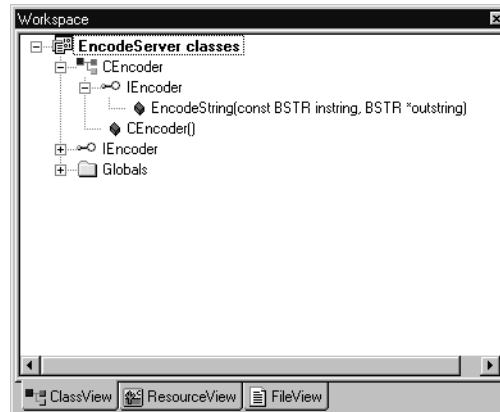 Workspace
EncodeServer classes
CEncoder
IEncoder
EncodeString(const BSTR instring, BSTR *outstring)
CEncoder()
IEncoder
Globals
ClassView ResourceView FileView